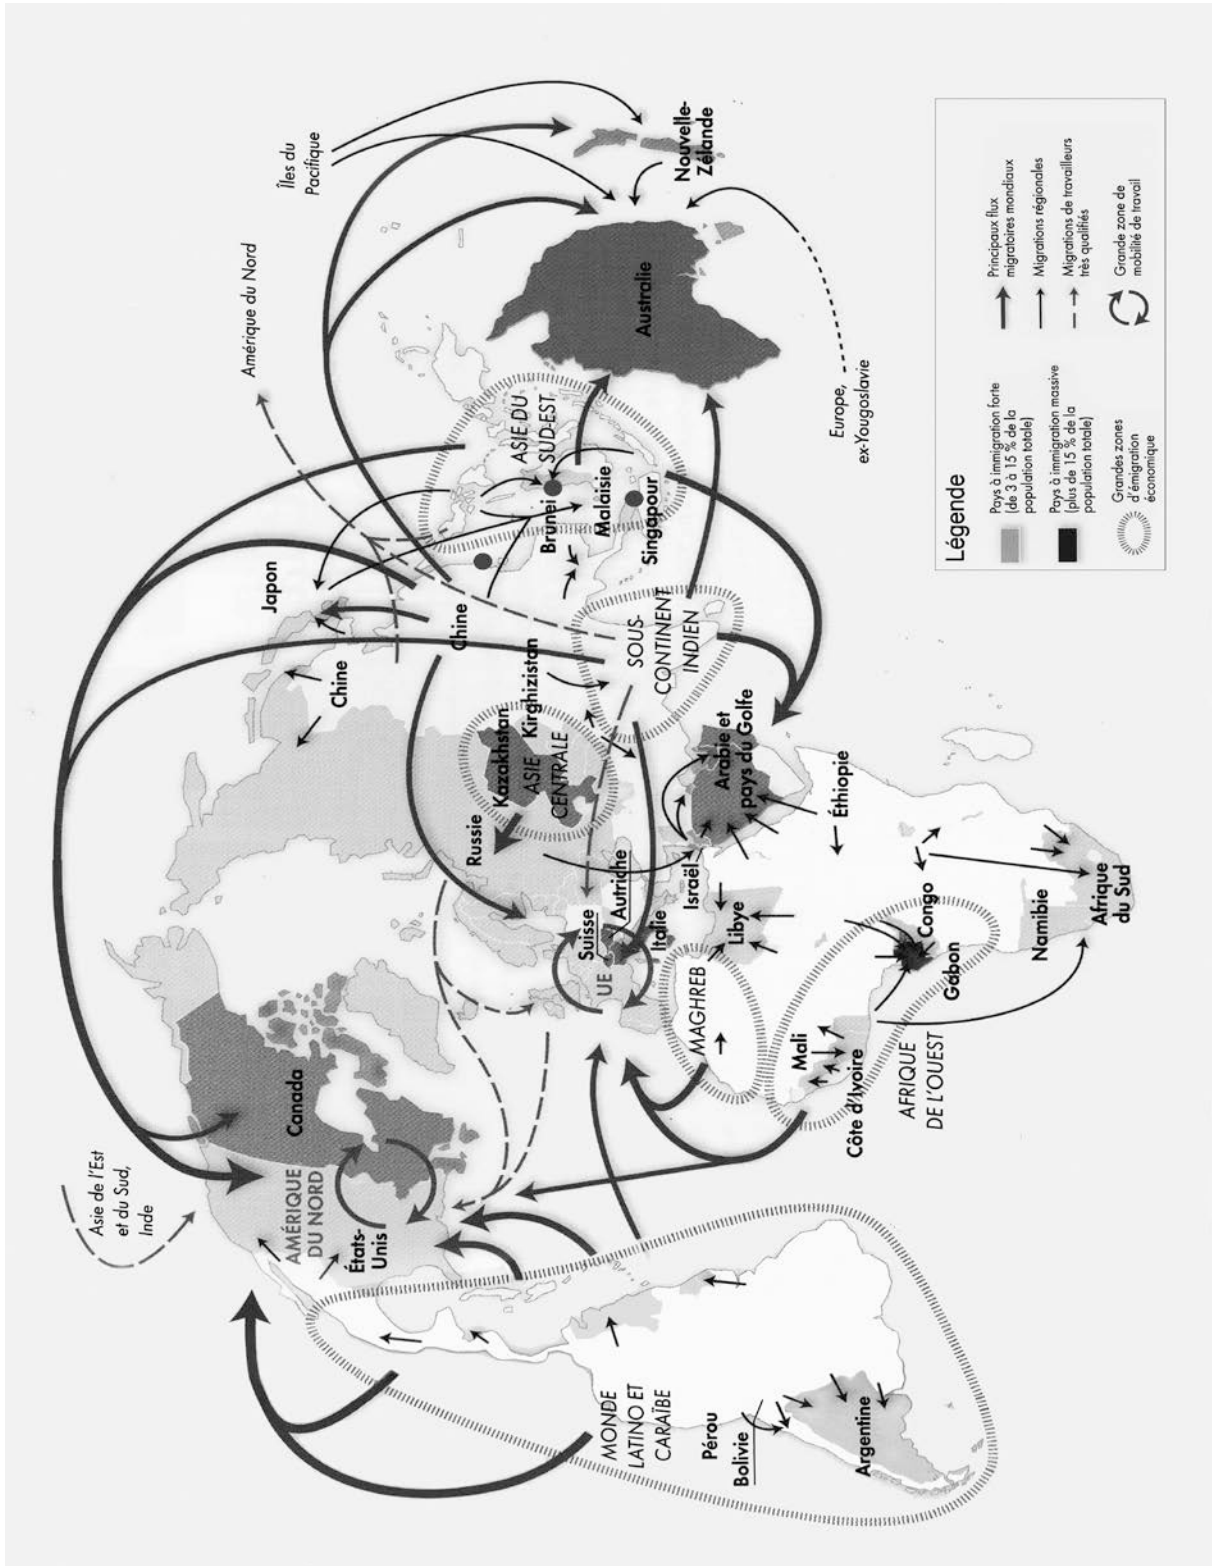 Asie de l'Est
et du Sud,
Inde
Amérique du Nord
Îles du
Pacifique
AMÉRIQUE
DU NORD
Canada
États-
Unis
Russie
Chine
Japon
Kazakhstan
Kirghizistan
ASIE
CENTRALE
Chine
UE
Suisse
Autriche
Italie
Israël
SOUS-
CONTINENT
INDIEN
ASIE DU
SUD-EST
Brunei
Malaisie
Singapour
MONDE
LATINO ET
CARAÏBE
MAGHREB
Libye
Arabie et
pays du Golfe
Mali
Côte d'Ivoire
AFRIQUE
DE L'OUEST
Éthiopie
Congo
Gabon
Namibie
Afrique
du Sud
Pérou
Bolivie
Argentine
Australie
Nouvelle-
Zélande
Europe,
ex-Yougoslavie
Légende
Pays à immigration forte
(de 3 à 15 % de la
population totale)
Pays à immigration massive
(plus de 15 % de la
population totale)
Grandes zones
d'émigration
économique
Principaux flux
migratoires mondiaux
Migrations régionales
Migrations de travailleurs
très qualifiés
Grande zone de
mobilité de travail